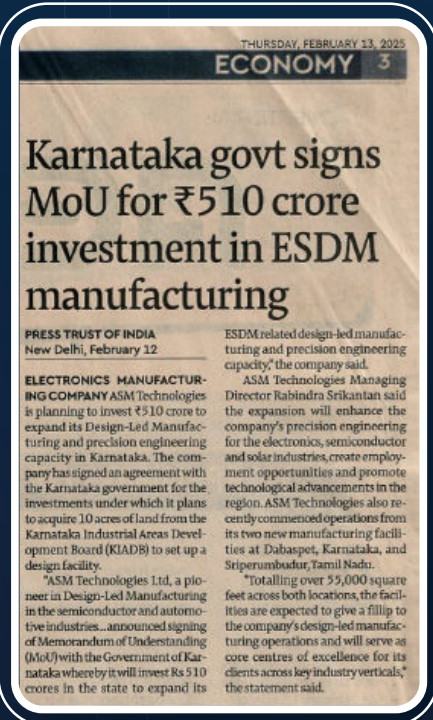 THURSDAY, FEBRUARY 13, 2025
ECONOMY 3
Karnataka govt signs
MoU for ₹510 crore
investment in ESDM
manufacturing
PRESS TRUST OF INDIA
New Delhi, February 12
ELECTRONICS MANUFACTUR-
ING COMPANY ASM Technologies
is planning to invest ₹510 crore to
expand its Design-Led Manufac-
turing and precision engineering
capacity in Karnataka. The com-
pany has signed an agreement with
the Karnataka government for the
investments under which it plans
to acquire 10 acres of land from the
Karnataka Industrial Areas Devel-
opment Board (KIADB) to set up a
design facility.
"ASM Technologies Ltd, a pio-
neer in Design-Led Manufacturing
in the semiconductor and automo-
tive industries...announced signing
of Memorandum of Understanding
(MoU) with the Government of Kar-
nataka whereby it will invest Rs 510
crores in the state to expand its
ESDM related design-led manufac-
turing and precision engineering
capacity," the company said.
ASM Technologies Managing
Director Rabindra Srikantan said
the expansion will enhance the
company's precision engineering
for the electronics, semiconductor
and solar industries, create employ-
ment opportunities and promote
technological advancements in the
region. ASM Technologies also re-
cently commenced operations from
its two new manufacturing facili-
ties at Dabaspet, Karnataka, and
Sriperumbudur, Tamil Nadu.
"Totalling over 55,000 square
feet across both locations, the facil-
ities are expected to give a fillip to
the company's design-led manufac-
turing operations and will serve as
core centres of excellence for its
clients across key industry verticals,"
the statement said.